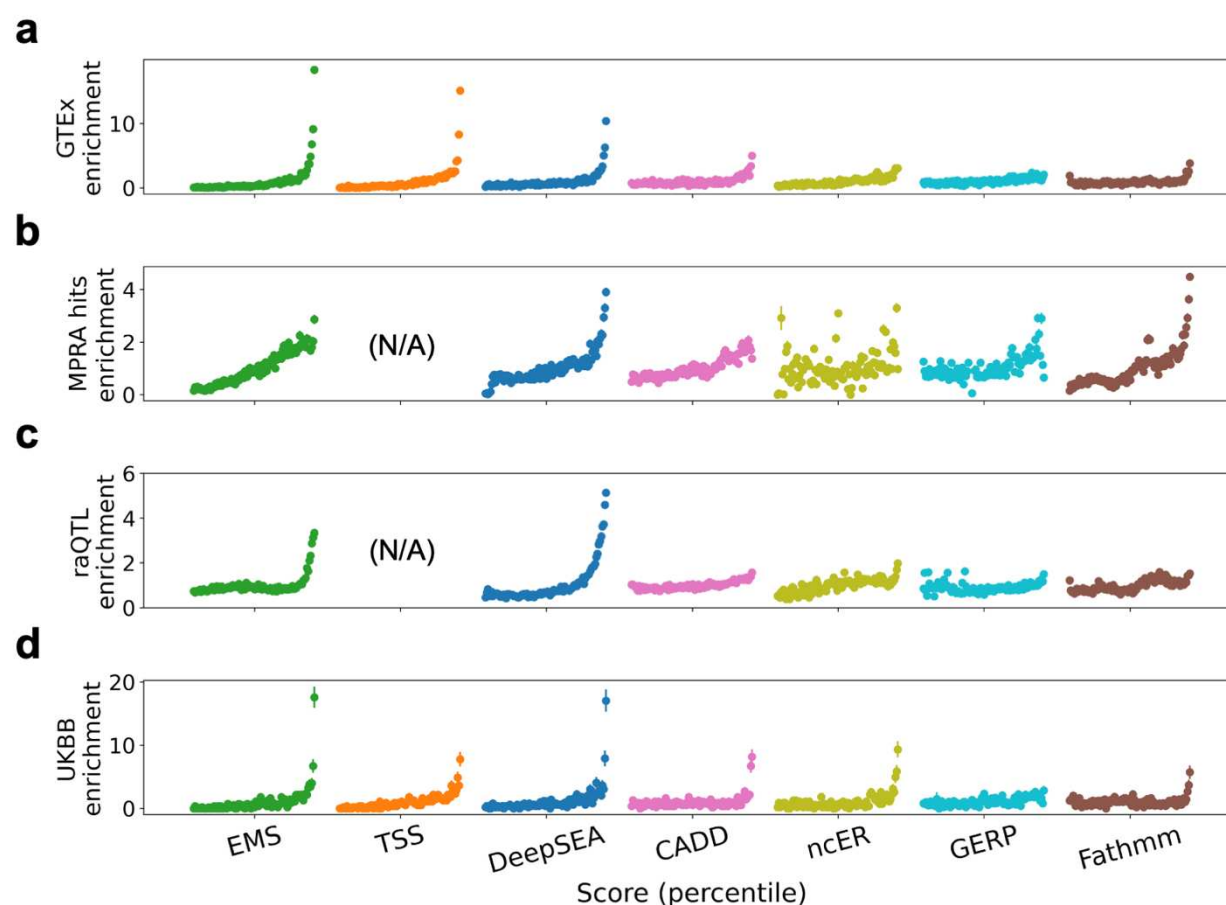 a
GTEx
enrichment
10
0
b
MPRA hits
enrichment
4
2
0
(N/A)
c
raQTL
enrichment
6
4
2
0
(N/A)
d
UKBB
enrichment
20
10
0
EMS TSS DeepSEA CADD ncER GERP Fathmm
Score (percentile)